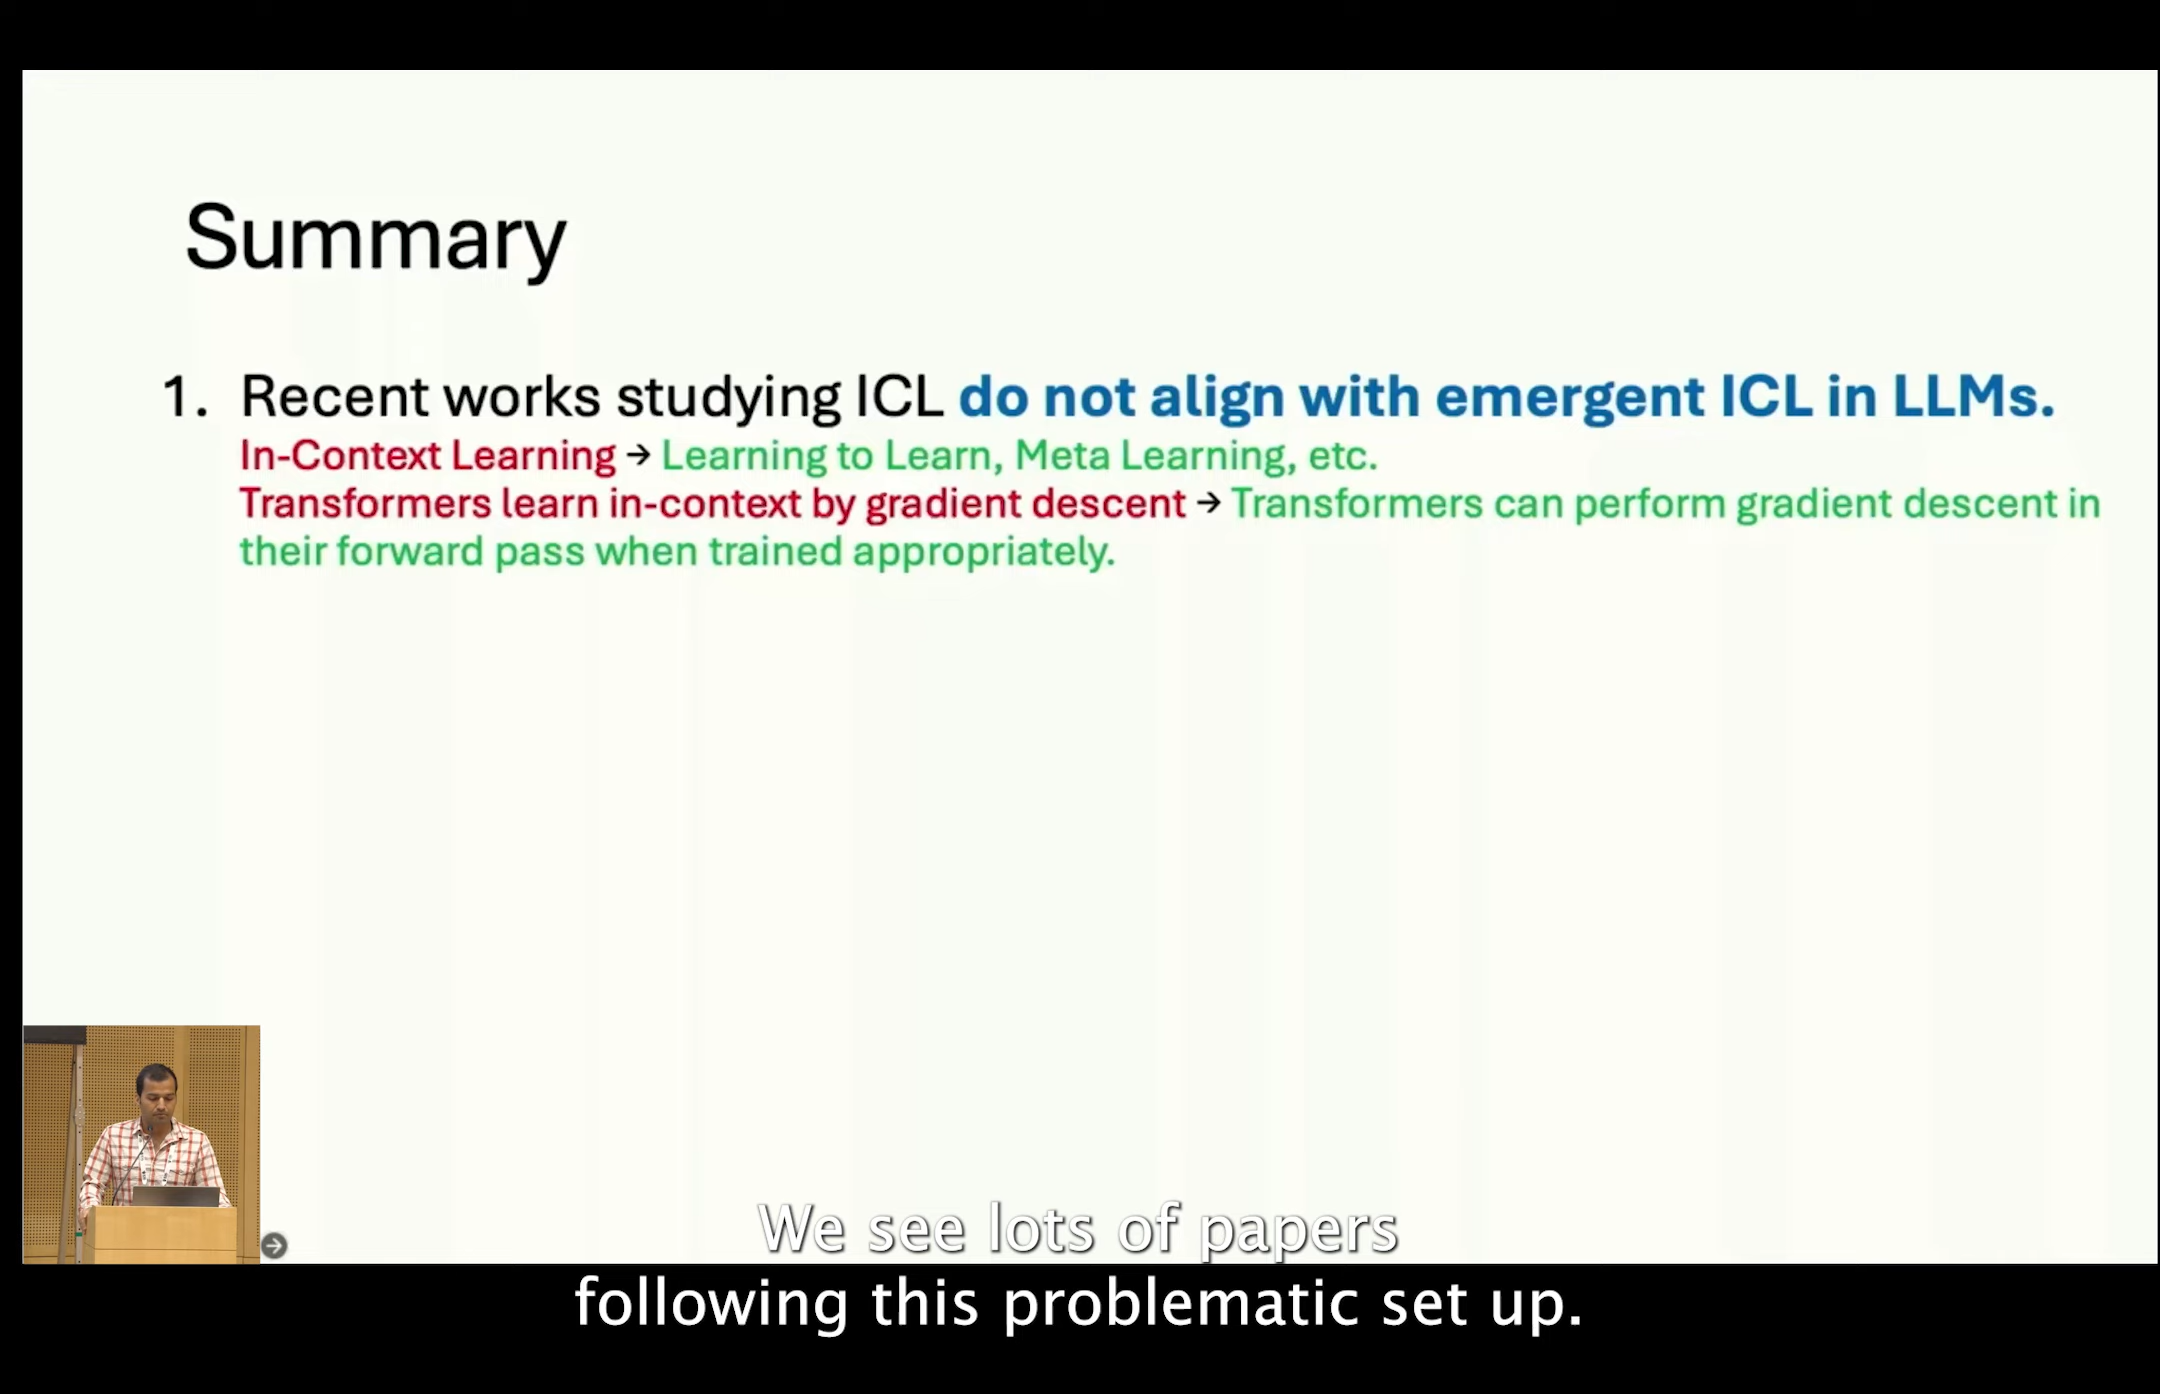 Summary
1. Recent works studying ICL do not align with emergent ICL in LLMs.
In-Context Learning → Learning to Learn, Meta Learning, etc.
Transformers learn in-context by gradient descent → Transformers can perform gradient descent in
their forward pass when trained appropriately.
We see lots of papers
following this problematic set up.